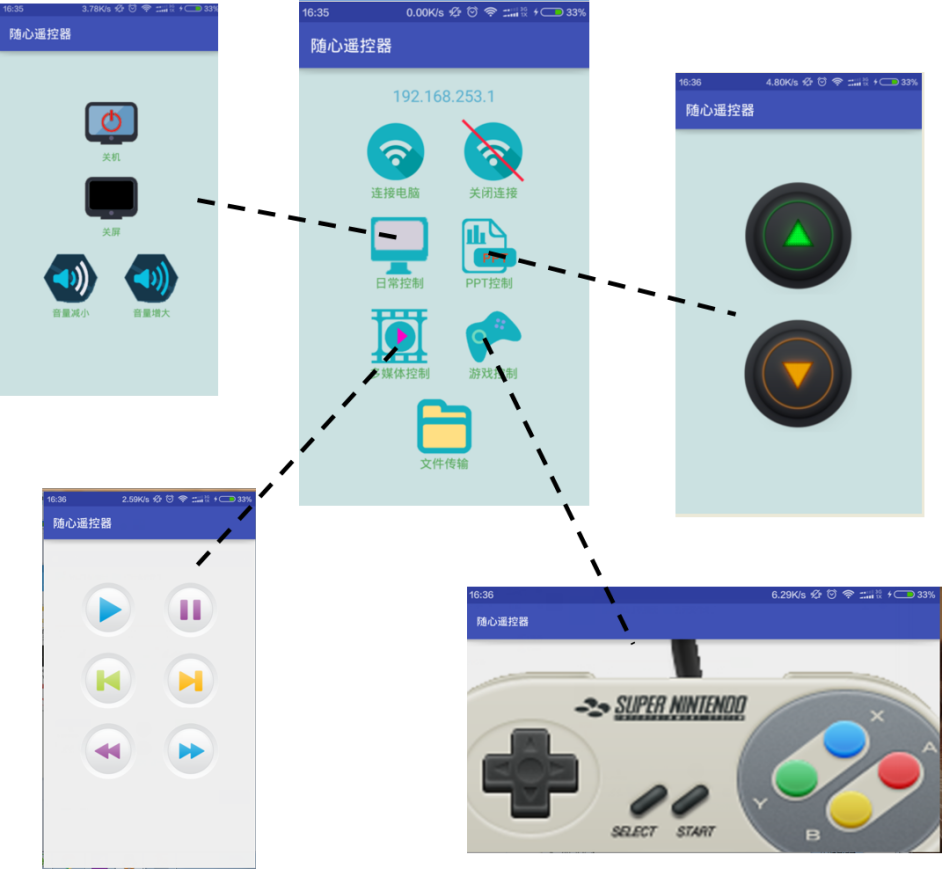 16:35 3.78K/s 33%
随心遥控器
关机
关屏
音量减小 音量增大
16:35 0.00K/s 33%
随心遥控器
192.168.253.1
连接电脑 关闭连接
日常控制 PPT控制
多媒体控制 游戏控制
文件传输
16:36 4.80K/s 33%
随心遥控器
16:36 2.59K/s 33%
随心遥控器
16:36 6.29K/s 33%
随心遥控器
SUPER NINTENDO
ENTERTAINMENT SYSTEM
X
A
Y
B
SELECT START